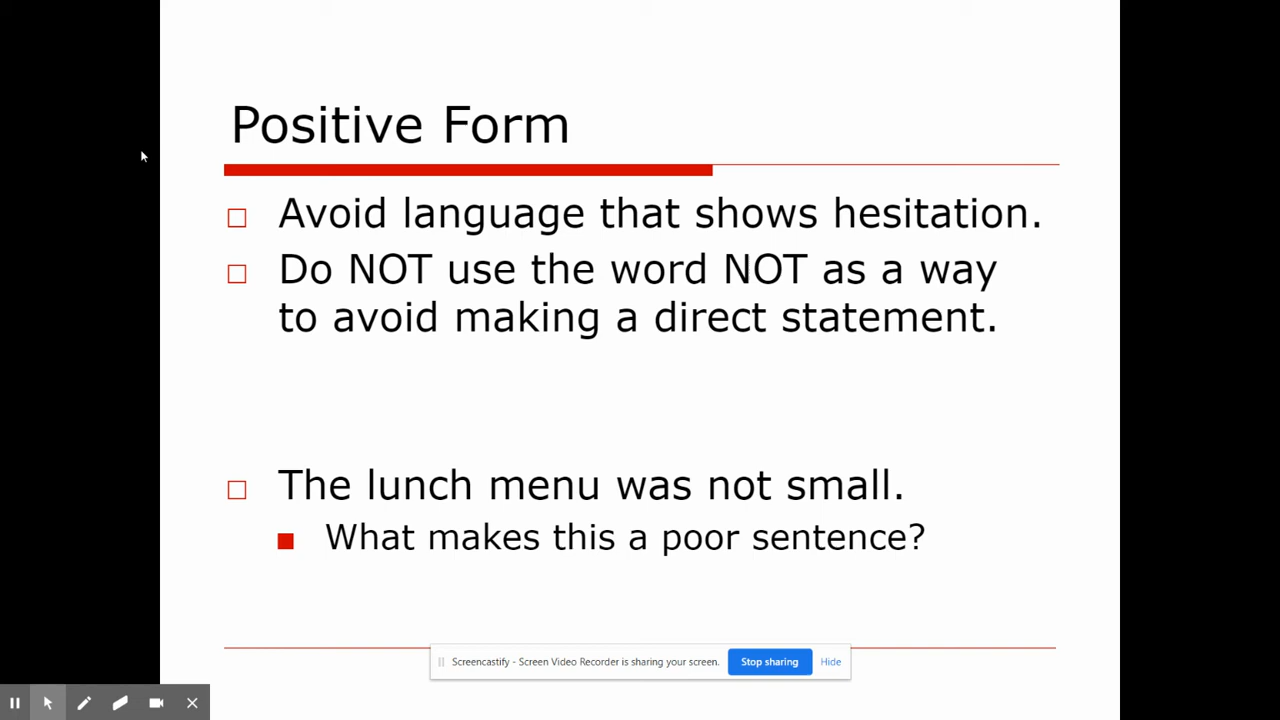 Positive Form
Avoid language that shows hesitation.
Do NOT use the word NOT as a way
to avoid making a direct statement.
The lunch menu was not small.
What makes this a poor sentence?
Screencastify - Screen Video Recorder is sharing your screen. Stop sharing Hide